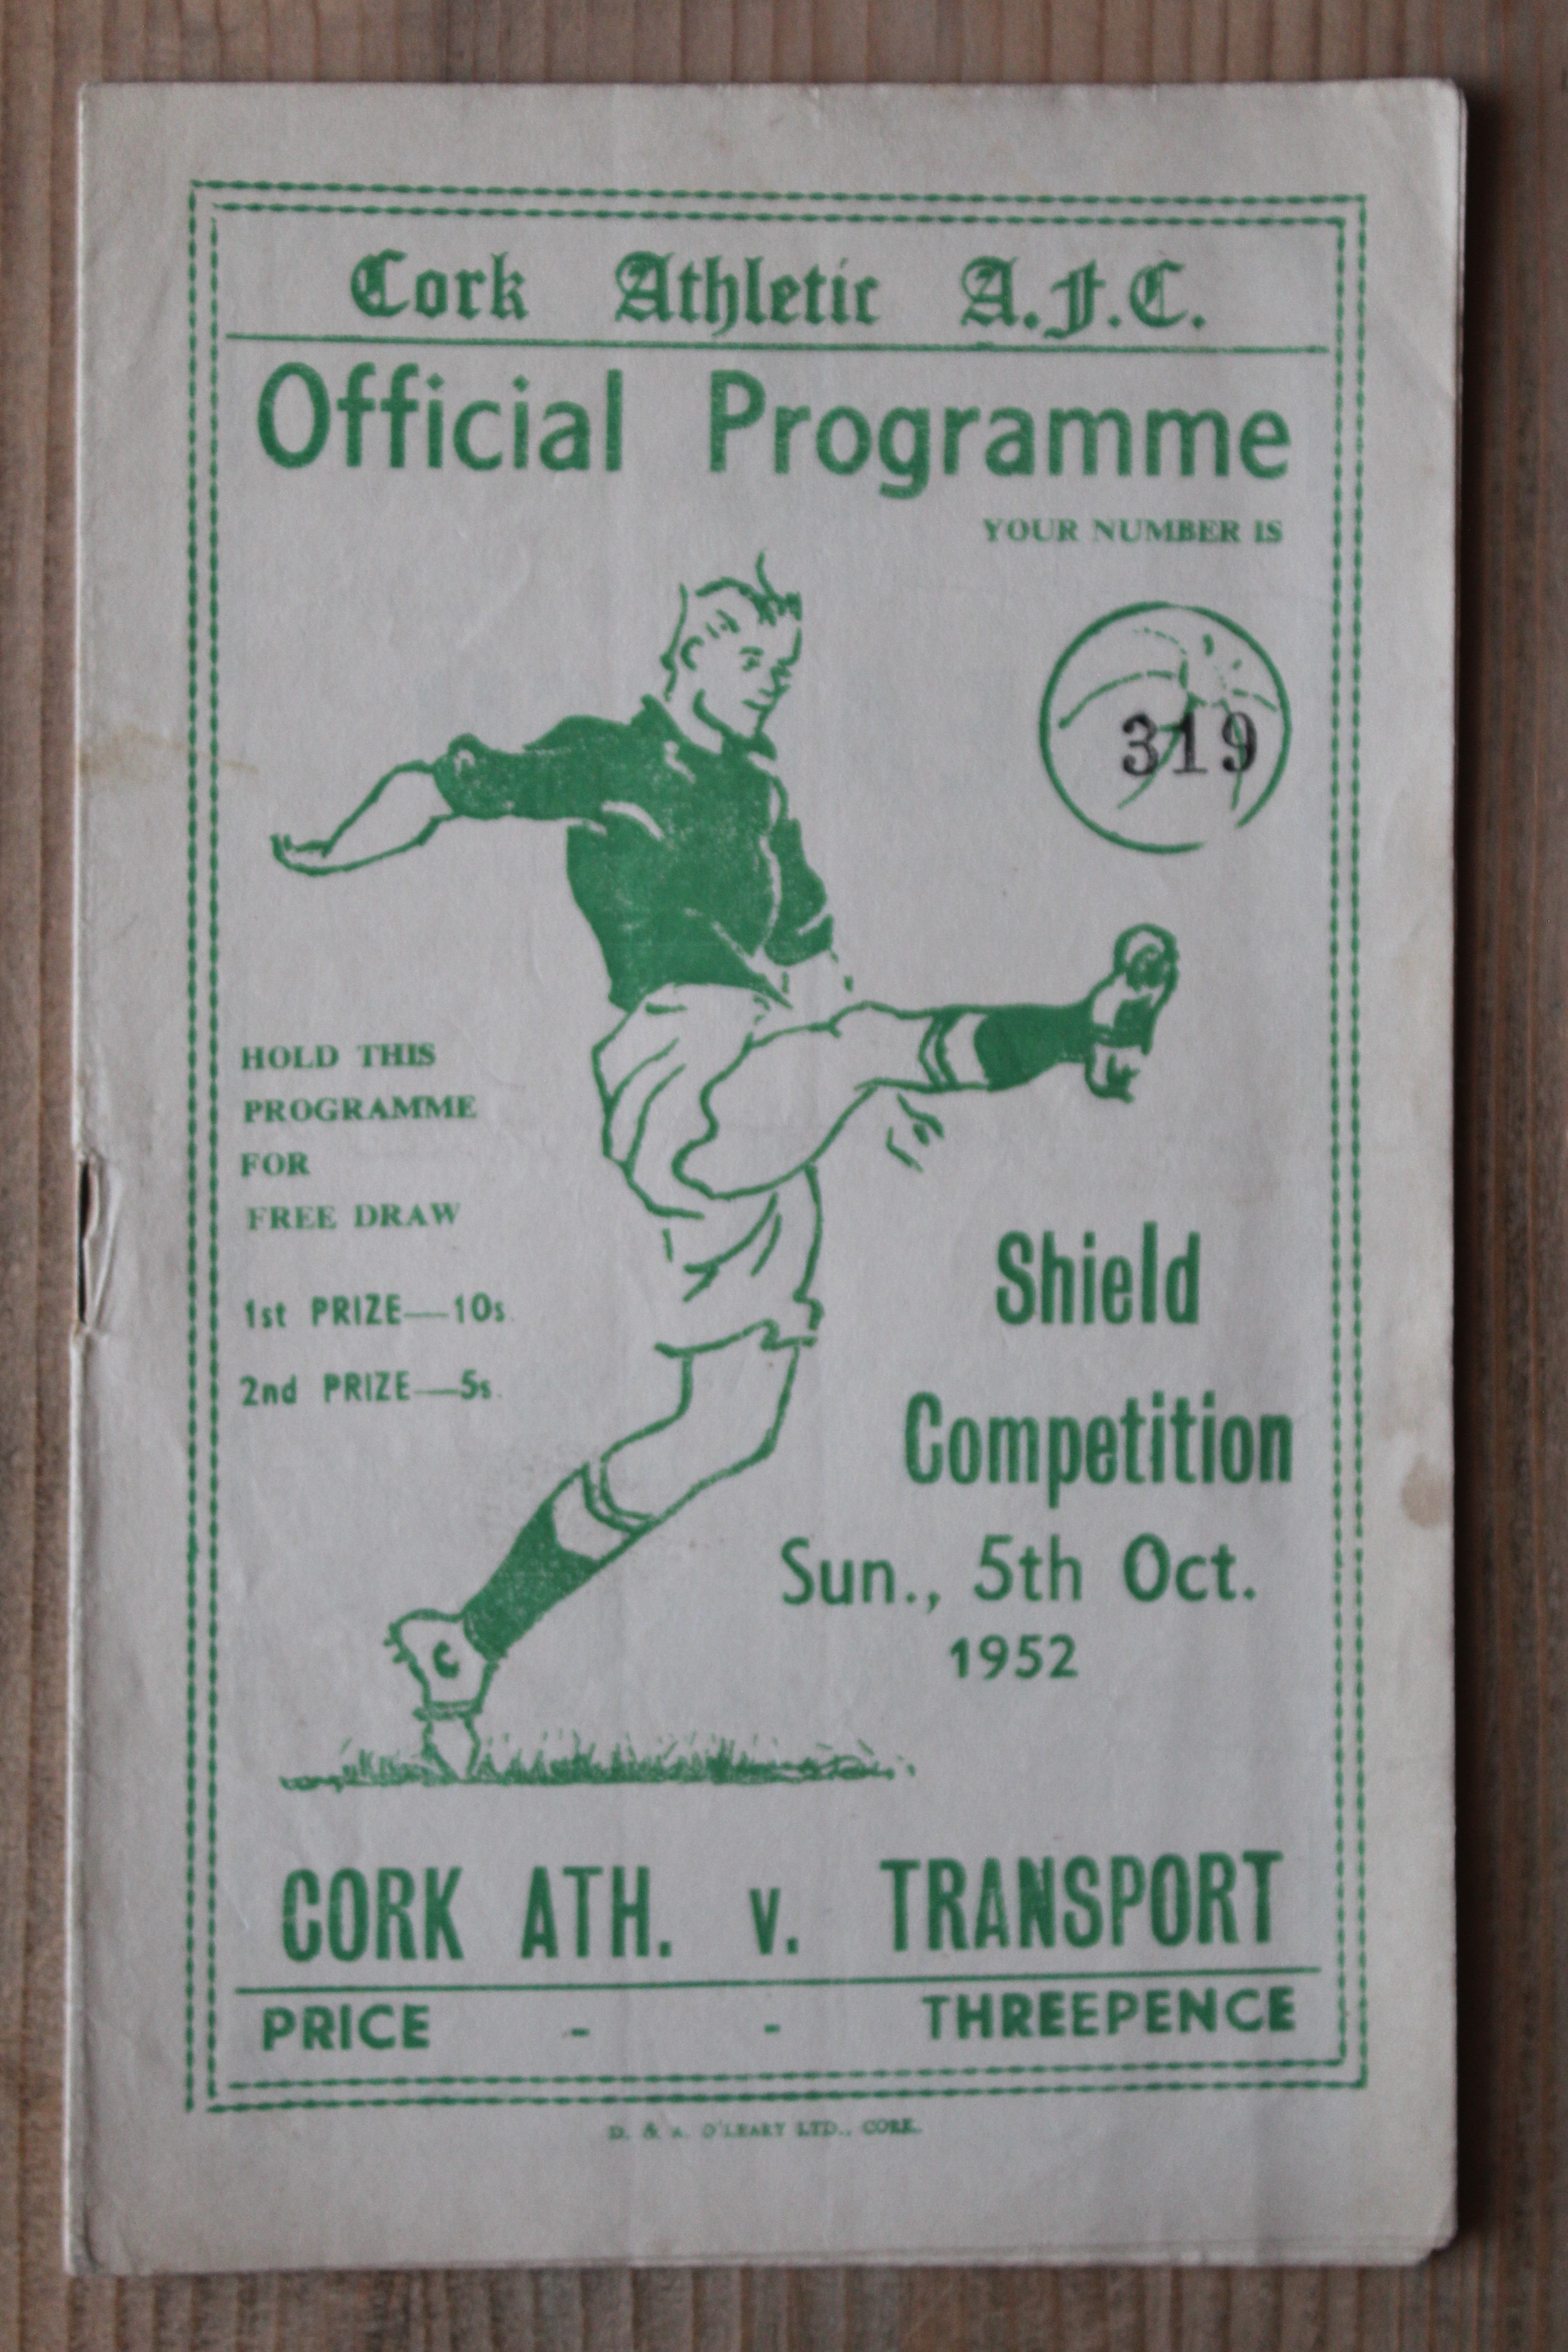 Cork Athletic A.F.C.
Official Programme
YOUR NUMBER IS
319
HOLD THIS
PROGRAMME
FOR
FREE DRAW
1st PRIZE—10s.
2nd PRIZE—5s.
Shield
Competition
Sun., 5th Oct.
1952
C
CORK ATH. v. TRANSPORT
PRICE - - THREEPENCE
D. & A. O'LEARY LTD., CORK.